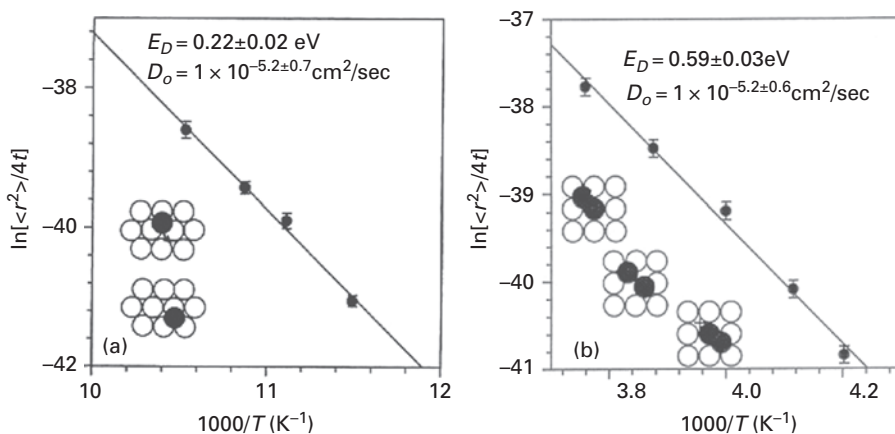 E_D = 0.22±0.02 eV
D_o = 1 × 10^{−5.2±0.7} cm²/sec
−38
−40
−42
ln[<r²>/4t]
(a)
10
11
12
1000/T (K⁻¹)
−37
E_D = 0.59±0.03eV
D_o = 1 × 10^{−5.2±0.6} cm²/sec
−38
−39
−40
−41
ln[<r²>/4t]
(b)
3.8
4.0
4.2
1000/T (K⁻¹)